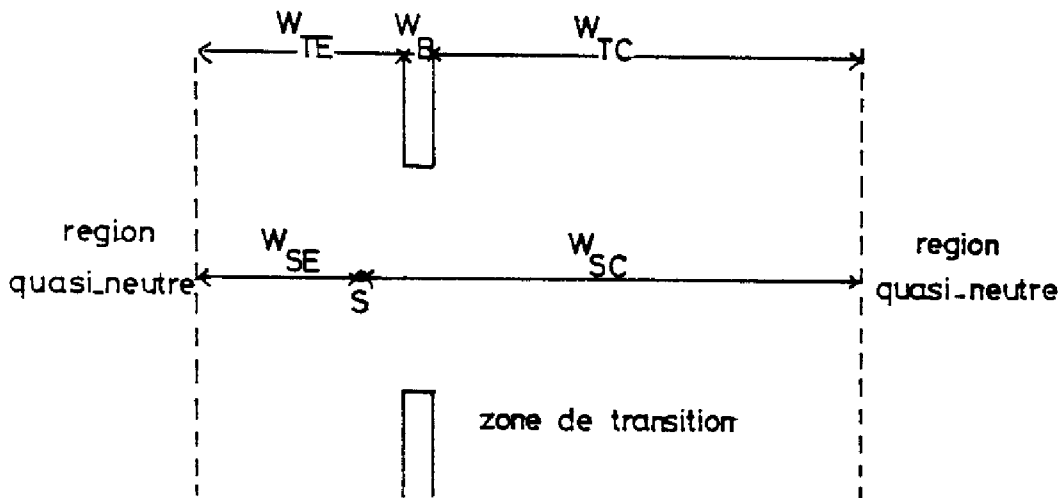 W_TE W_B W_TC
region
quasi_neutre
W_SE W_SC
S
region
quasi_neutre
zone de transition